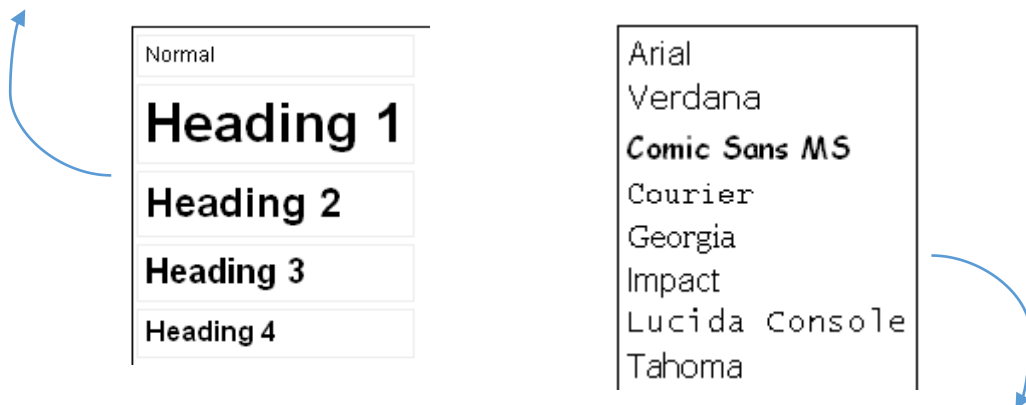 Normal
Heading 1
Heading 2
Heading 3
Heading 4
Arial
Verdana
Comic Sans MS
Courier
Georgia
Impact
Lucida Console
Tahoma